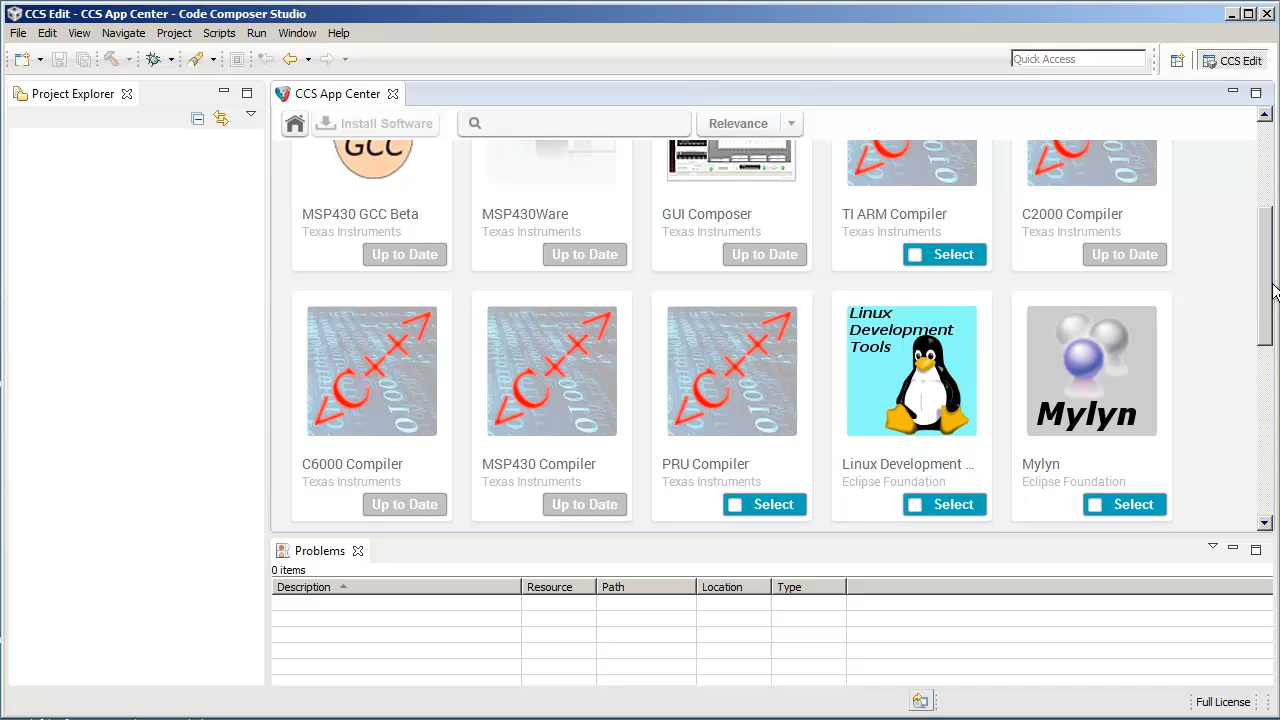 CCS Edit - CCS App Center - Code Composer Studio
File Edit View Navigate Project Scripts Run Window Help
Quick Access
CCS Edit
Project Explorer
CCS App Center
Install Software
Relevance
GCC
MSP430 GCC Beta
Texas Instruments
Up to Date
MSP430Ware
Texas Instruments
Up to Date
GUI Composer
Texas Instruments
Up to Date
TI ARM Compiler
Texas Instruments
Select
C2000 Compiler
Texas Instruments
Up to Date
C6000 Compiler
Texas Instruments
Up to Date
MSP430 Compiler
Texas Instruments
Up to Date
PRU Compiler
Texas Instruments
Select
Linux
Development
Tools
Linux Development ...
Eclipse Foundation
Select
Mylyn
Mylyn
Eclipse Foundation
Select
Problems
0 items
Description Resource Path Location Type
Full License